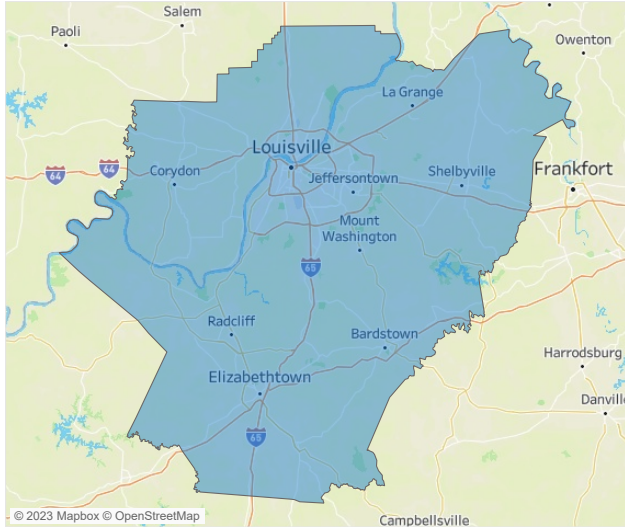 Salem
Paoli
Owenton
La Grange
Louisville
64
64
Corydon
Jeffersontown
Shelbyville
Frankfort
Mount
Washington
65
Radcliff
Bardstown
Harrodsburg
Elizabethtown
Danvill
65
© 2023 Mapbox © OpenStreetMap
Campbellsville